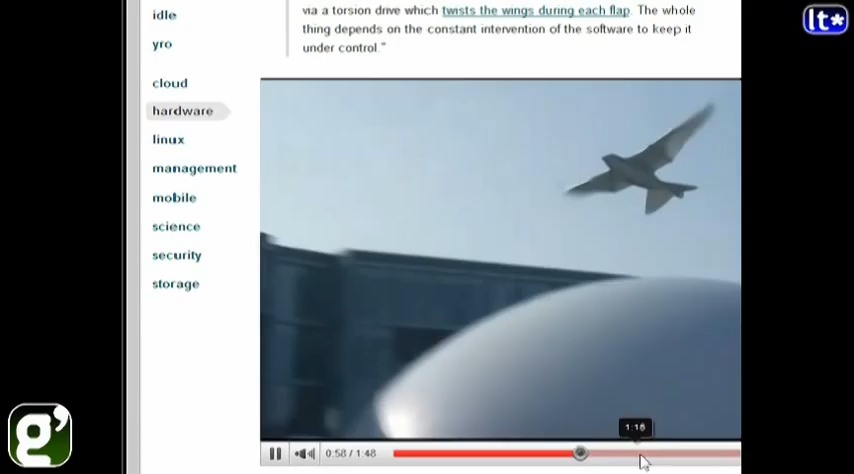 idle
yro
cloud
hardware
linux
management
mobile
science
security
storage
via a torsion drive which twists the wings during each flap. The whole
thing depends on the constant intervention of the software to keep it
under control."
lt*
g'
1:16
0:58 / 1:48